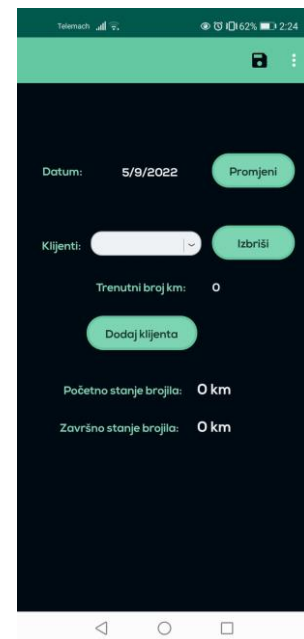 Telemach 62% 2:24
Datum: 5/9/2022 Promjeni
Klijenti: Izbriši
Trenutni broj km: 0
Dodaj klijenta
Početno stanje brojila: 0 km
Završno stanje brojila: 0 km